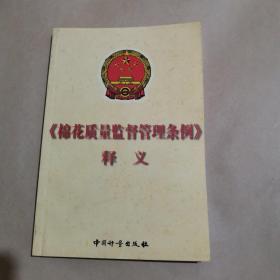 《棉花质量监督管理条例》
释义
中国计量出版社